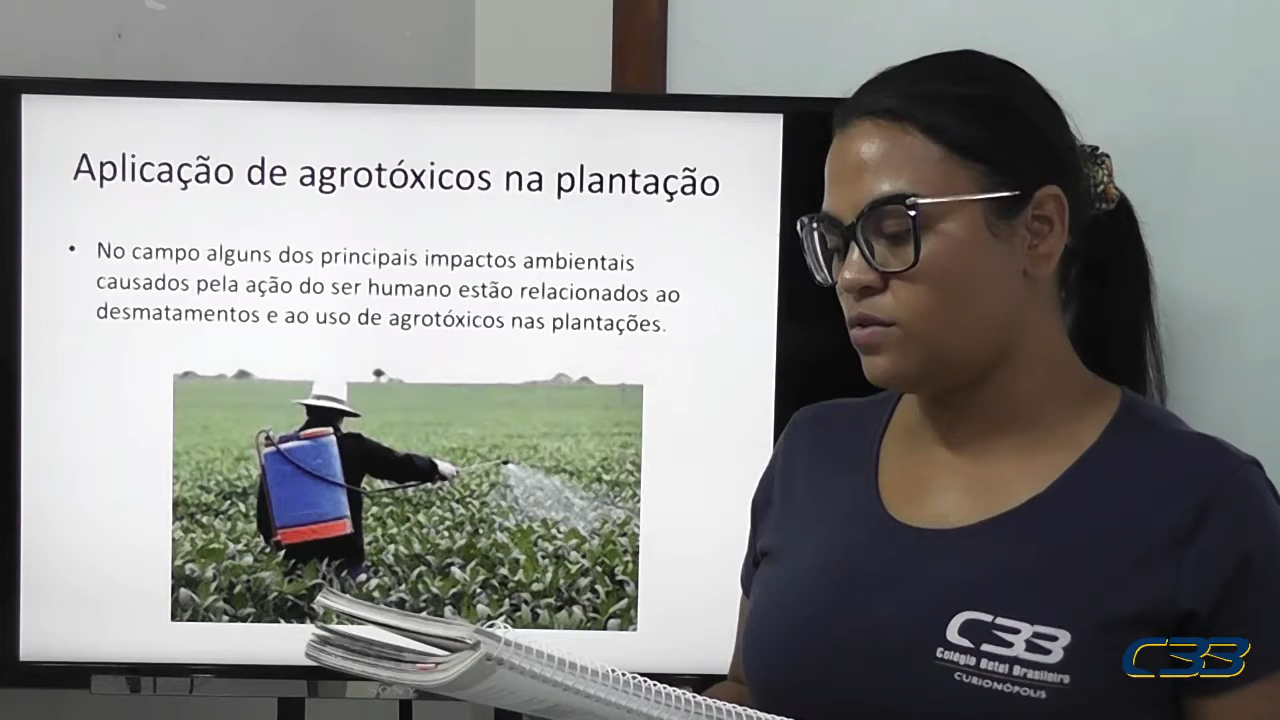 Aplicação de agrotóxicos na plantação
• No campo alguns dos principais impactos ambientais
causados pela ação do ser humano estão relacionados ao
desmatamentos e ao uso de agrotóxicos nas plantações.
CBB
Colégio Betel Brasileiro
CURIONÓPOLIS
CBB